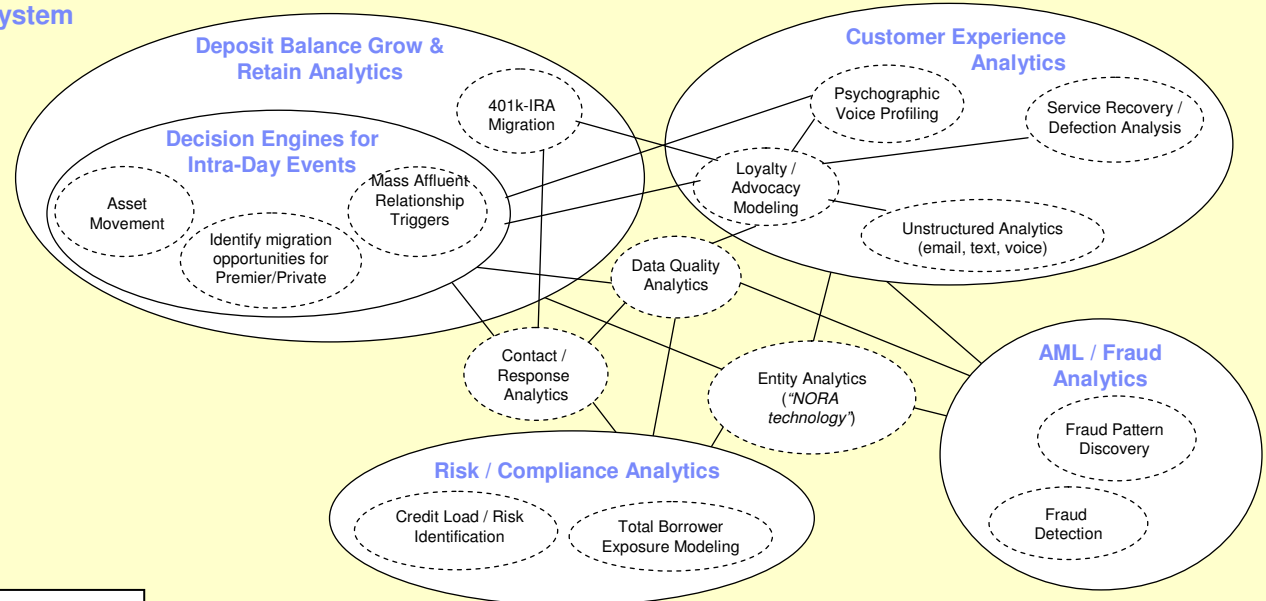 ystem
Deposit Balance Grow &
Retain Analytics
401k-IRA
Migration
Decision Engines for
Intra-Day Events
Asset
Movement
Identify migration
opportunities for
Premier/Private
Mass Affluent
Relationship
Triggers
Customer Experience
Analytics
Psychographic
Voice Profiling
Service Recovery /
Defection Analysis
Loyalty /
Advocacy
Modeling
Unstructured Analytics
(email, text, voice)
Data Quality
Analytics
Contact /
Response
Analytics
Entity Analytics
(“NORA
technology”)
AML / Fraud
Analytics
Fraud Pattern
Discovery
Fraud
Detection
Risk / Compliance Analytics
Credit Load / Risk
Identification
Total Borrower
Exposure Modeling